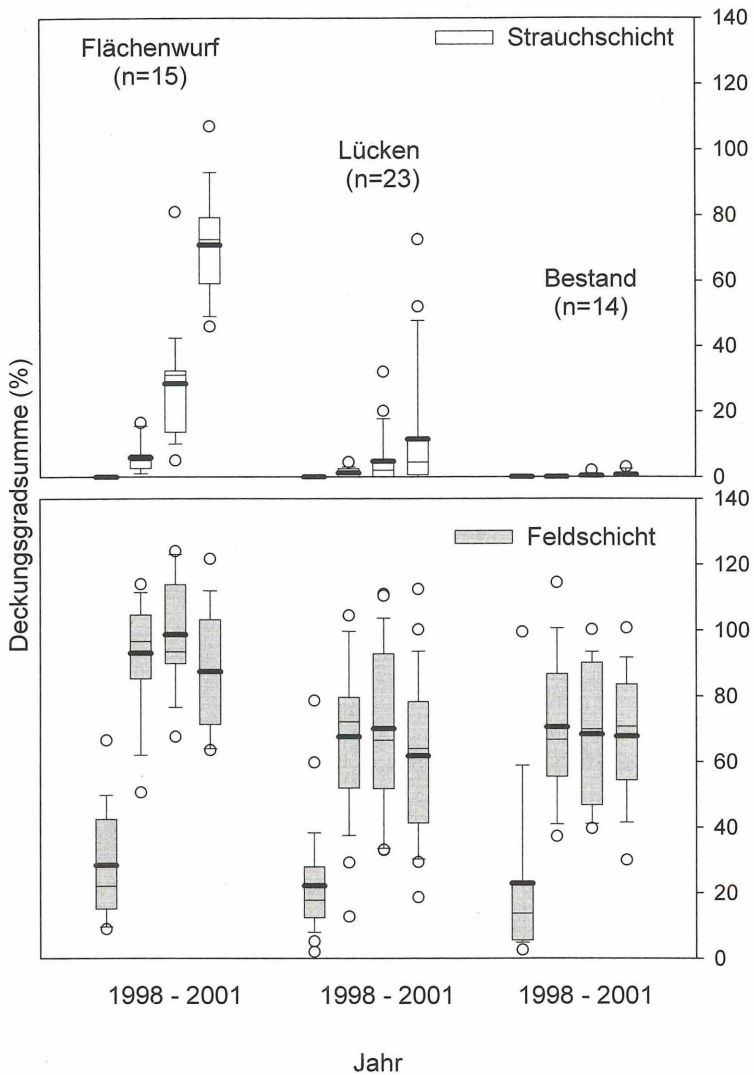 Deckungsgradsumme (%)
Flächenwurf
(n=15)
Strauchschicht
Lücken
(n=23)
Bestand
(n=14)
140
120
100
80
60
40
20
0
Feldschicht
140
120
100
80
60
40
20
0
1998 - 2001
1998 - 2001
1998 - 2001
Jahr